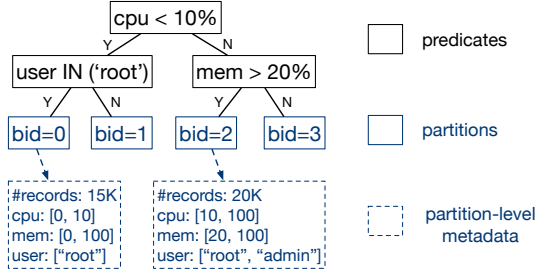 cpu < 10%
predicates
Y
N
user IN (‘root’)
mem > 20%
Y
N
Y
N
bid=0
bid=1
bid=2
bid=3
partitions
#records: 15K
cpu: [0, 10]
mem: [0, 100]
user: [“root”]
#records: 20K
cpu: [10, 100]
mem: [20, 100]
user: [“root”, “admin”]
partition-level
metadata